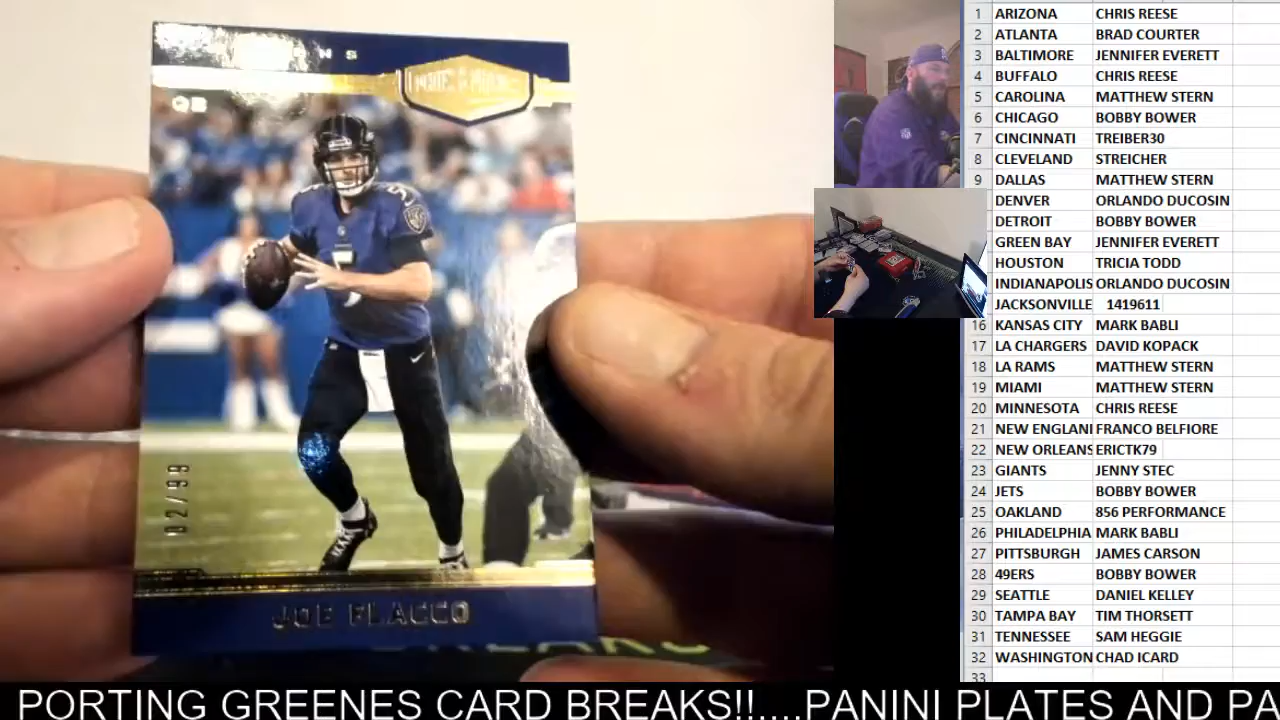 N S
QB
5
5
02/99
JOE FLACCO
1 ARIZONA CHRIS REESE
2 ATLANTA BRAD COURTER
3 BALTIMORE JENNIFER EVERETT
4 BUFFALO CHRIS REESE
5 CAROLINA MATTHEW STERN
6 CHICAGO BOBBY BOWER
7 CINCINNATI TREIBER30
8 CLEVELAND STREICHER
9 DALLAS MATTHEW STERN
DENVER ORLANDO DUCOSIN
DETROIT BOBBY BOWER
GREEN BAY JENNIFER EVERETT
HOUSTON TRICIA TODD
INDIANAPOLIS ORLANDO DUCOSIN
JACKSONVILLE 1419611
16 KANSAS CITY MARK BABLI
17 LA CHARGERS DAVID KOPACK
18 LA RAMS MATTHEW STERN
19 MIAMI MATTHEW STERN
20 MINNESOTA CHRIS REESE
21 NEW ENGLAN FRANCO BELFIORE
22 NEW ORLEANS ERICTK79
23 GIANTS JENNY STEC
24 JETS BOBBY BOWER
25 OAKLAND 856 PERFORMANCE
26 PHILADELPHIA MARK BABLI
27 PITTSBURGH JAMES CARSON
28 49ERS BOBBY BOWER
29 SEATTLE DANIEL KELLEY
30 TAMPA BAY TIM THORSETT
31 TENNESSEE SAM HEGGIE
32 WASHINGTON CHAD ICARD
33
PORTING GREENES CARD BREAKS!!....PANINI PLATES AND PA